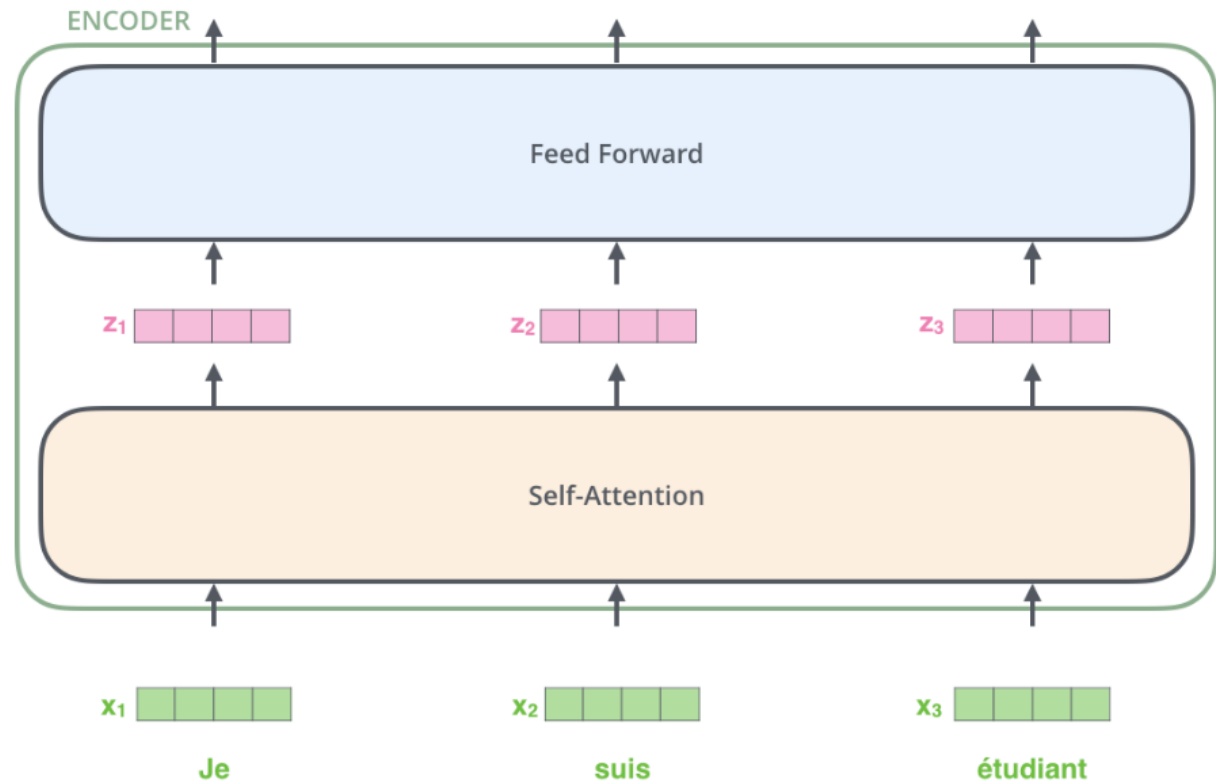 ENCODER
Feed Forward
z₁ z₂ z₃
Self-Attention
x₁ x₂ x₃
Je suis étudiant